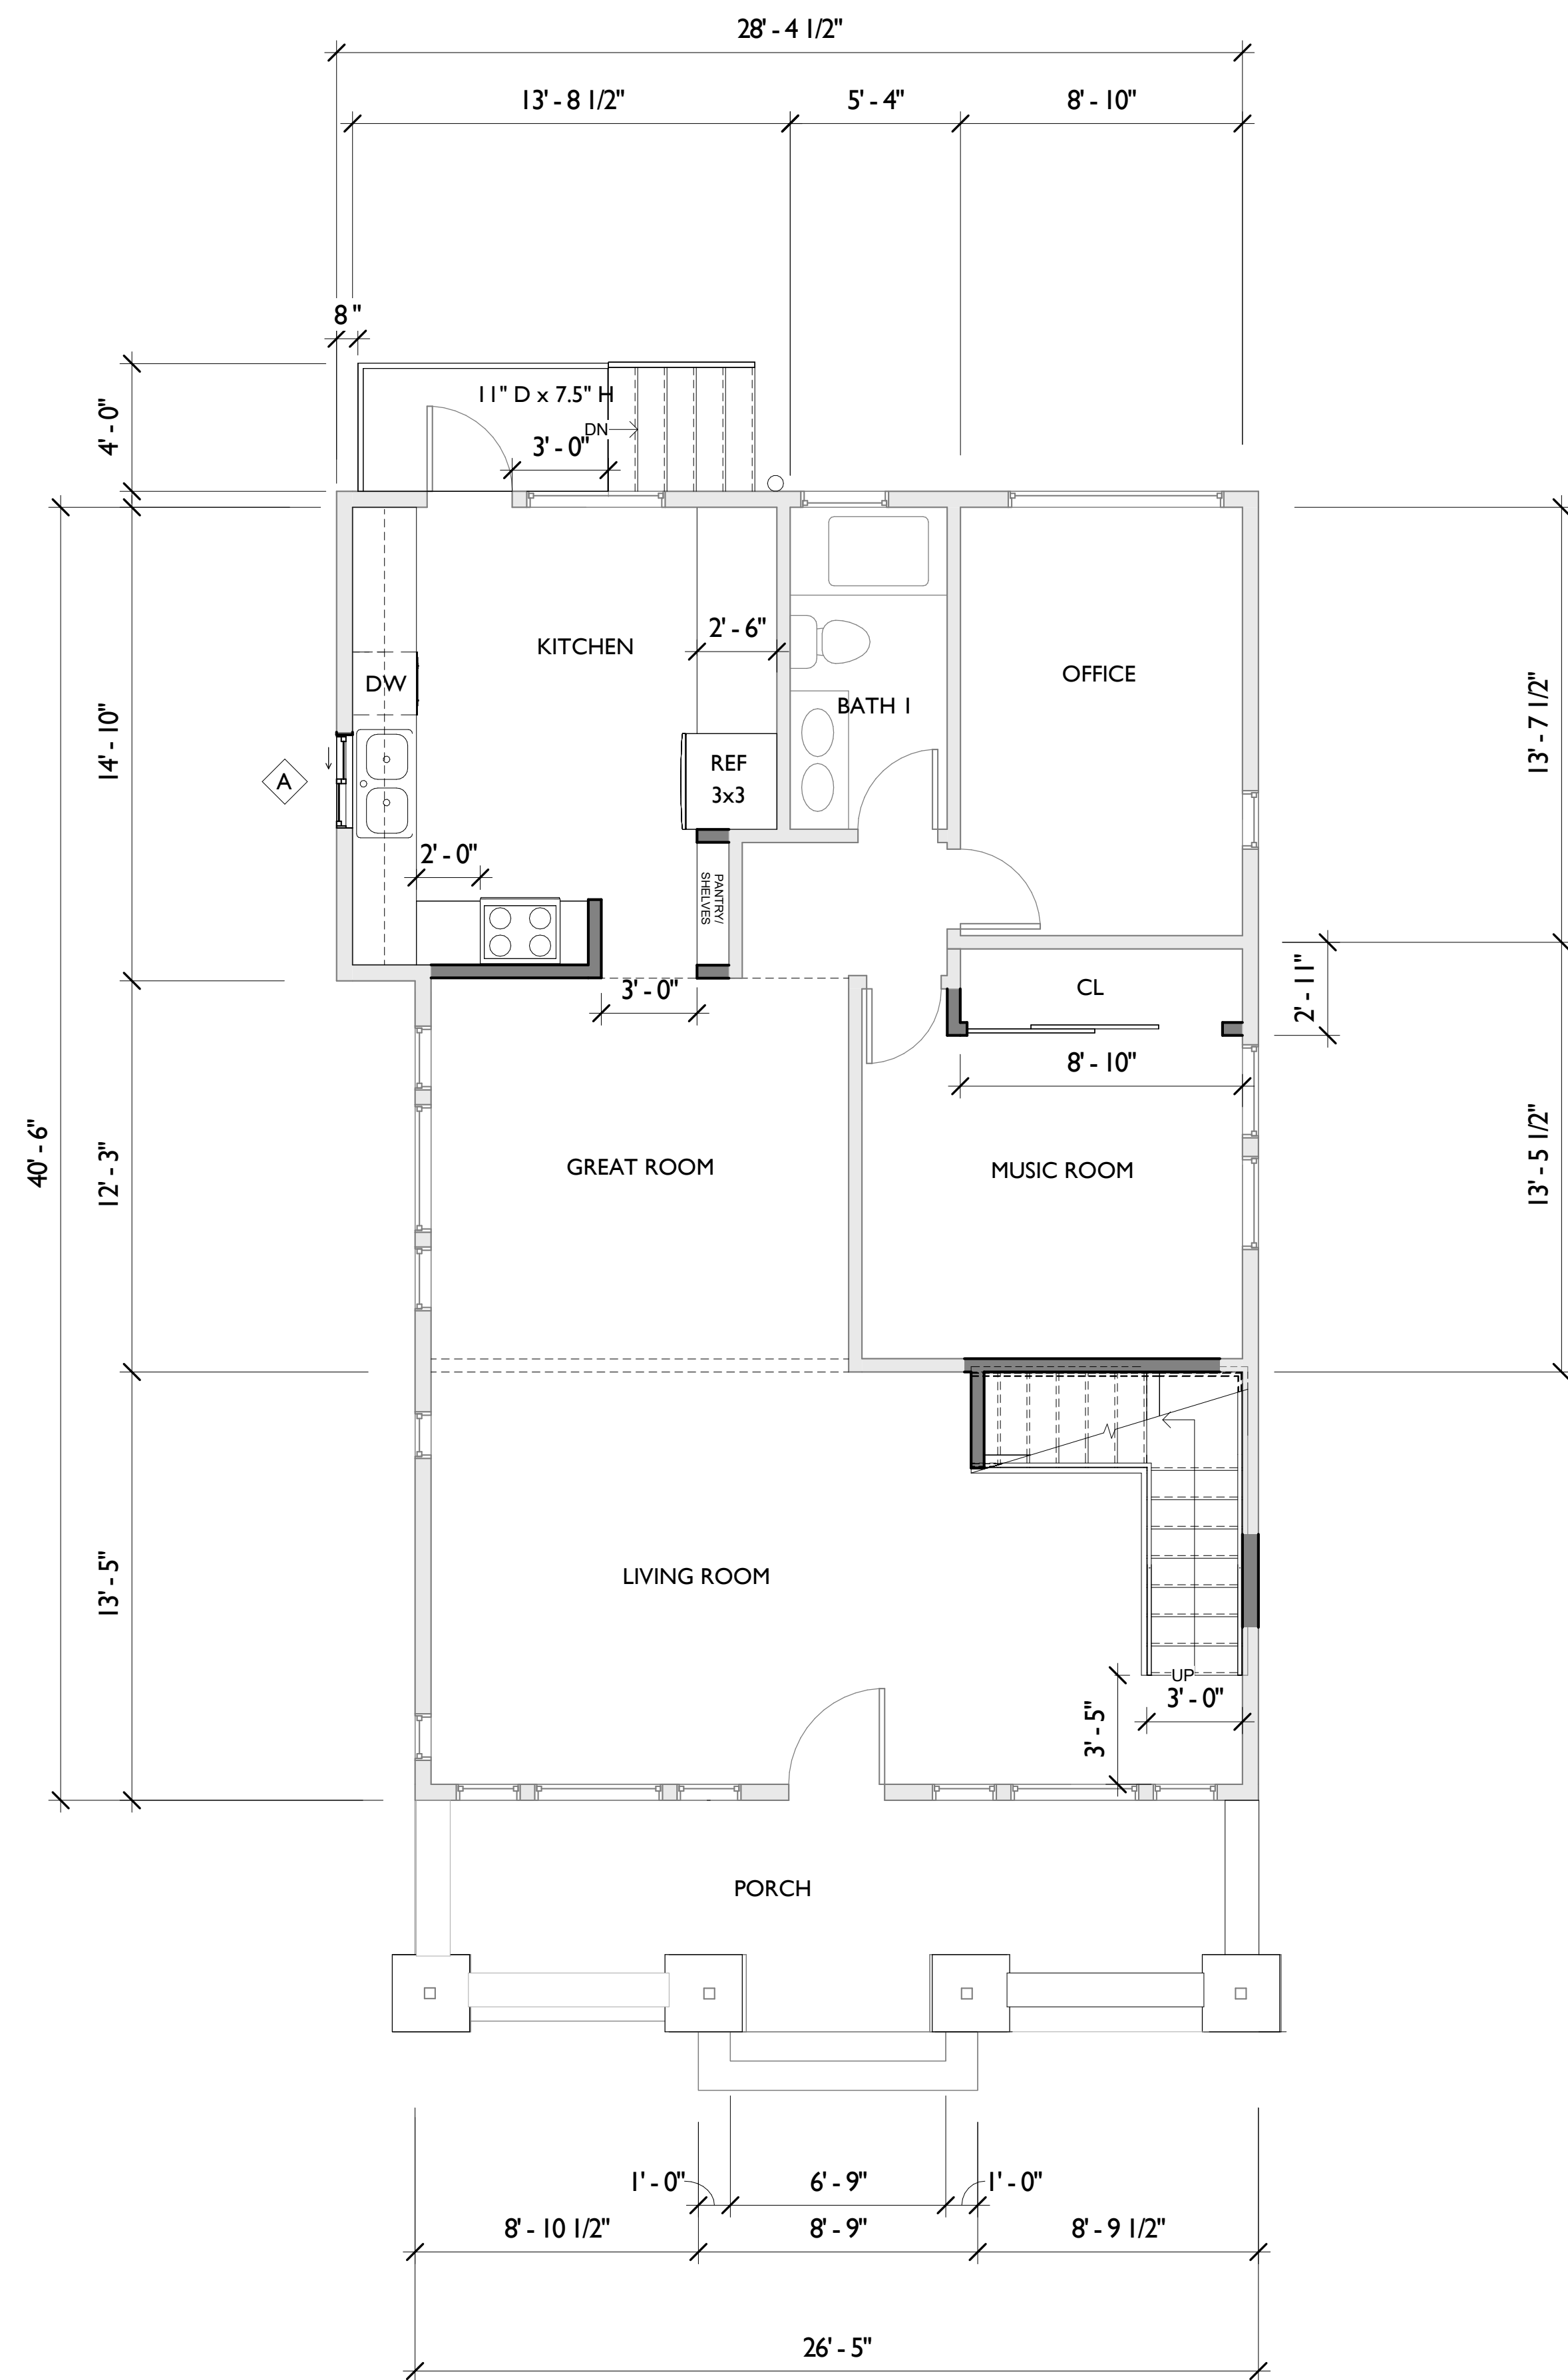 28' - 4 1/2"
13' - 8 1/2"
5' - 4"
8' - 10"
8"
4' - 0"
11" D x 7.5" H
DN
3' - 0"
KITCHEN
2' - 6"
OFFICE
DW
BATH 1
14' - 10"
13' - 7 1/2"
A
REF
3x3
2' - 0"
PANTRY/
SHELVES
3' - 0"
CL
2' - 11"
8' - 10"
40' - 6"
12' - 3"
GREAT ROOM
MUSIC ROOM
13' - 5 1/2"
13' - 5"
LIVING ROOM
UP
3' - 0"
3' - 5"
PORCH
1' - 0"
6' - 9"
1' - 0"
8' - 10 1/2"
8' - 9"
8' - 9 1/2"
26' - 5"